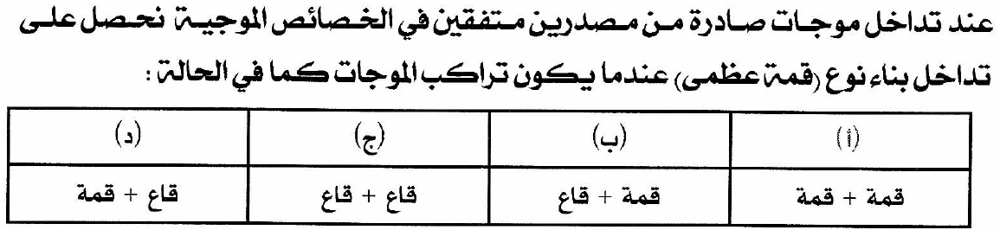 عند تداخل موجات صادرة من مصدرين متفقين في الخصائص الموجية نحصل على
تداخل بناء نوع (قمة عظمى) عندما يكون تراكب الموجات كما في الحالة :
(أ) (ب) (ج) (د)
قمة + قمة قمة + قاع قاع + قاع قاع + قمة